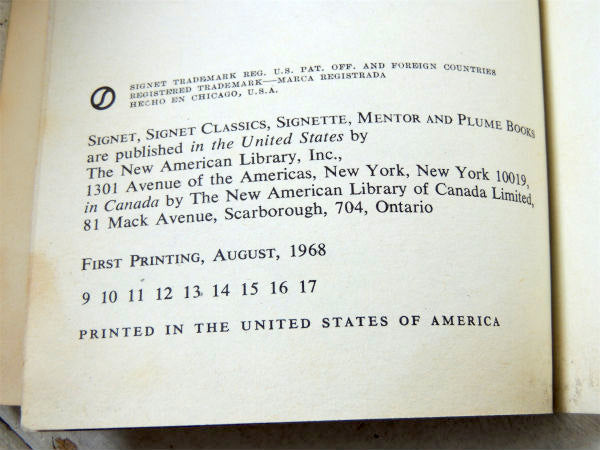 SIGNET TRADEMARK REG. U.S. PAT. OFF. AND FOREIGN COUNTRIES
REGISTERED TRADEMARK—MARCA REGISTRADA
HECHO EN CHICAGO, U.S.A.
SIGNET, SIGNET CLASSICS, SIGNETTE, MENTOR AND PLUME BOOKS
are published in the United States by
The New American Library, Inc.,
1301 Avenue of the Americas, New York, New York 10019,
in Canada by The New American Library of Canada Limited,
81 Mack Avenue, Scarborough, 704, Ontario
FIRST PRINTING, AUGUST, 1968
9 10 11 12 13 14 15 16 17
PRINTED IN THE UNITED STATES OF AMERICA